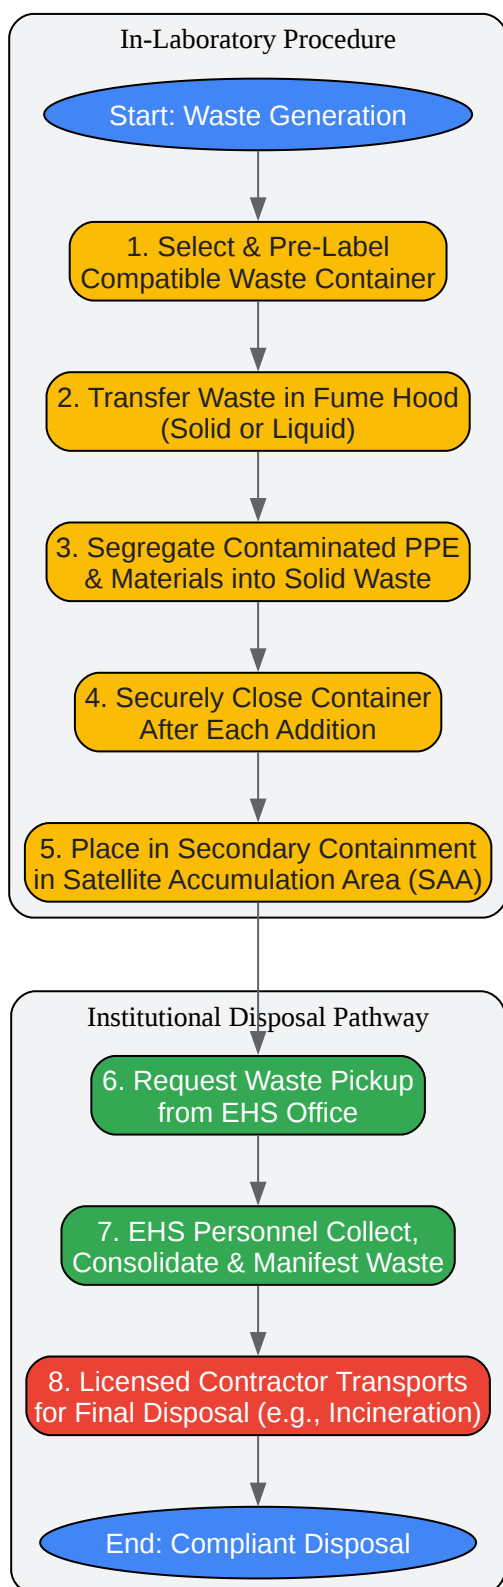 In-Laboratory Procedure
Start: Waste Generation
1. Select & Pre-Label
Compatible Waste Container
2. Transfer Waste in Fume Hood
(Solid or Liquid)
3. Segregate Contaminated PPE
& Materials into Solid Waste
4. Securely Close Container
After Each Addition
5. Place in Secondary Containment
in Satellite Accumulation Area (SAA)
Institutional Disposal Pathway
6. Request Waste Pickup
from EHS Office
7. EHS Personnel Collect,
Consolidate & Manifest Waste
8. Licensed Contractor Transports
for Final Disposal (e.g., Incineration)
End: Compliant Disposal